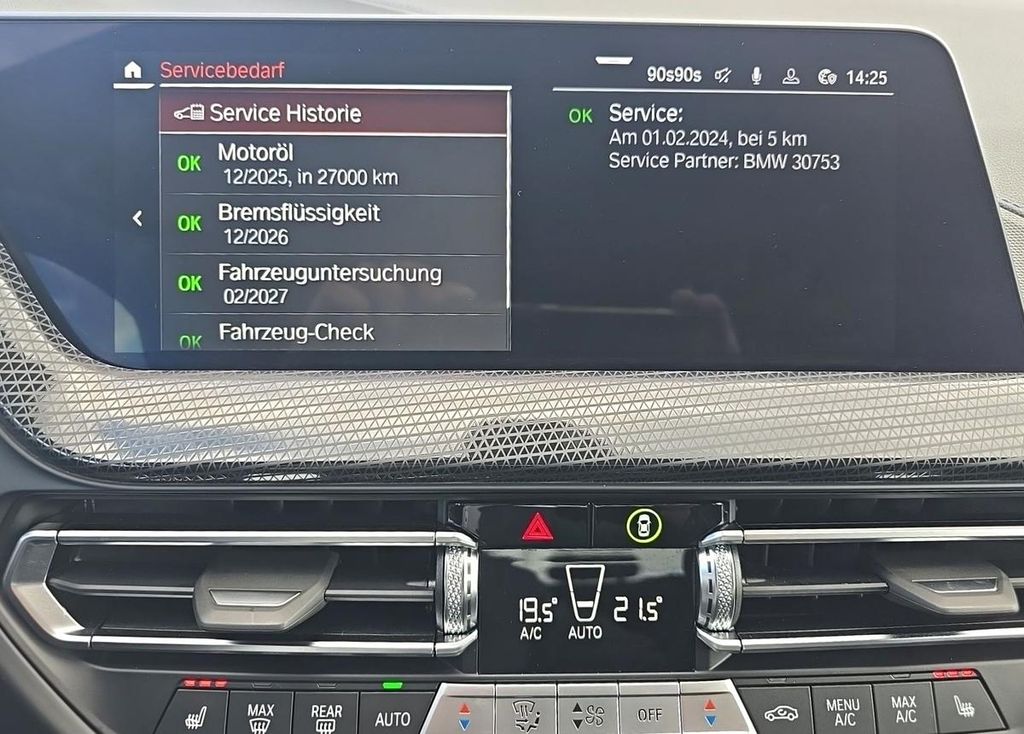 Servicebedarf
90s90s
14:25
Service Historie
OK Motoröl
12/2025, in 27000 km
OK Bremsflüssigkeit
12/2026
OK Fahrzeuguntersuchung
02/2027
OK Fahrzeug-Check
OK Service:
Am 01.02.2024, bei 5 km
Service Partner: BMW 30753
19.5° 21.5°
A/C AUTO
MAX
REAR
AUTO
OFF
MENU
A/C
MAX
A/C